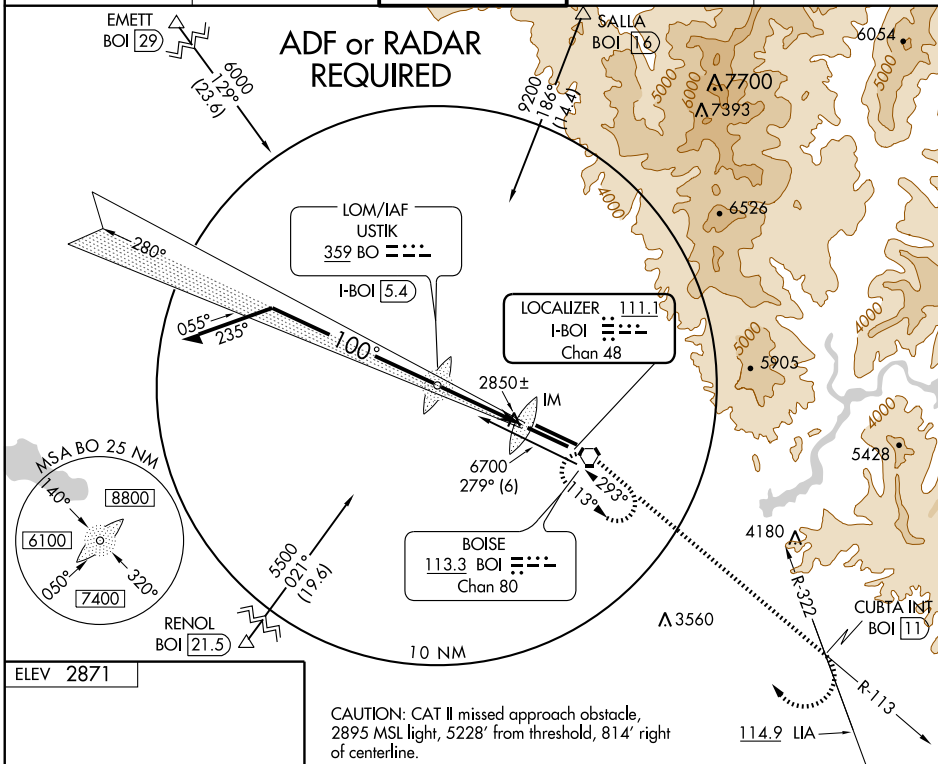 EMETT
BOI 29
6000
129°
(23.6)
ADF or RADAR
REQUIRED
SALLA
BOI 16
9200
186°
(14.4)
6054
5000
5000
6000
7700
7393
4000
6526
LOM/IAF
USTIK
359 BO
I-BOI 5.4
280°
055°
235°
100°
LOCALIZER 111.1
I-BOI
Chan 48
2850±
IM
5000
5905
4000
4000
5428
6700
279° (6)
113°
293°
MSA BO 25 NM
140°
8800
6100
050°
320°
7400
BOISE
113.3 BOI
Chan 80
4180
R-322
5500
021°
(19.6)
RENOL
BOI 21.5
3560
CUBTA INT
BOI 11
10 NM
R-113
114.9 LIA
ELEV 2871
CAUTION: CAT II missed approach obstacle,
2895 MSL light, 5228' from threshold, 814' right
of centerline.